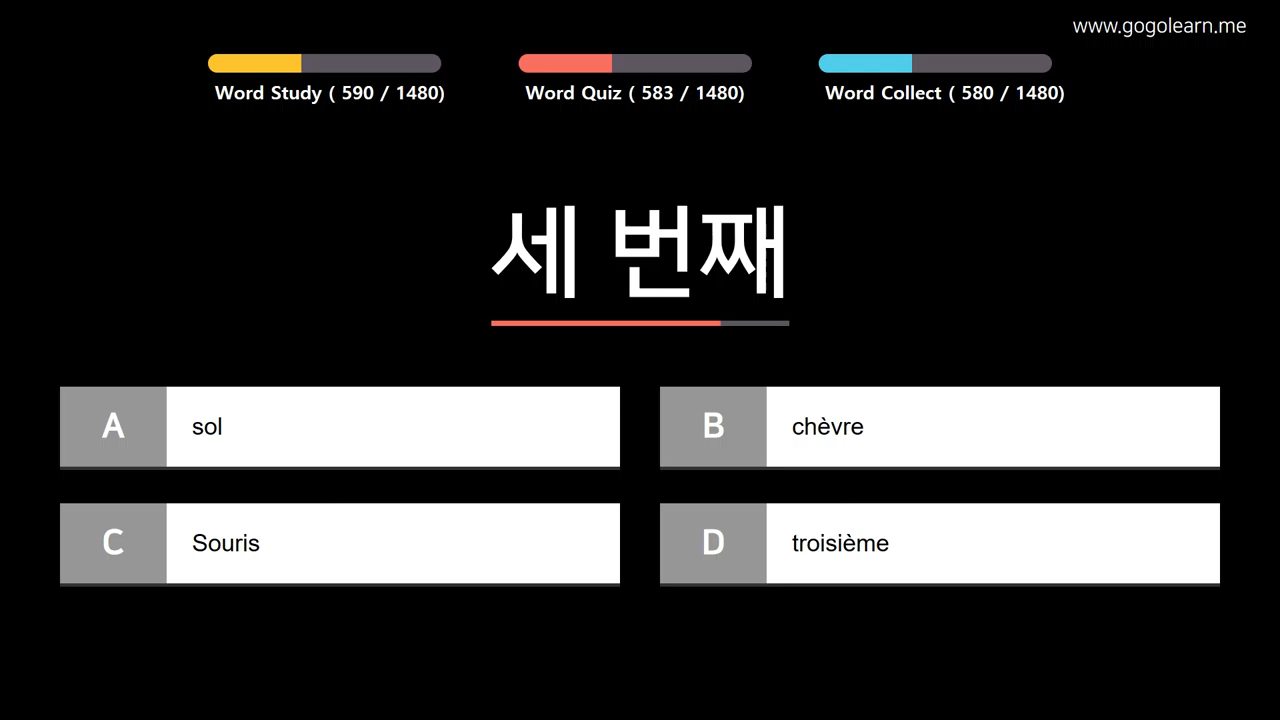 www.gogolearn.me
Word Study ( 590 / 1480)
Word Quiz ( 583 / 1480)
Word Collect ( 580 / 1480)
세 번째
A
sol
B
chèvre
C
Souris
D
troisième